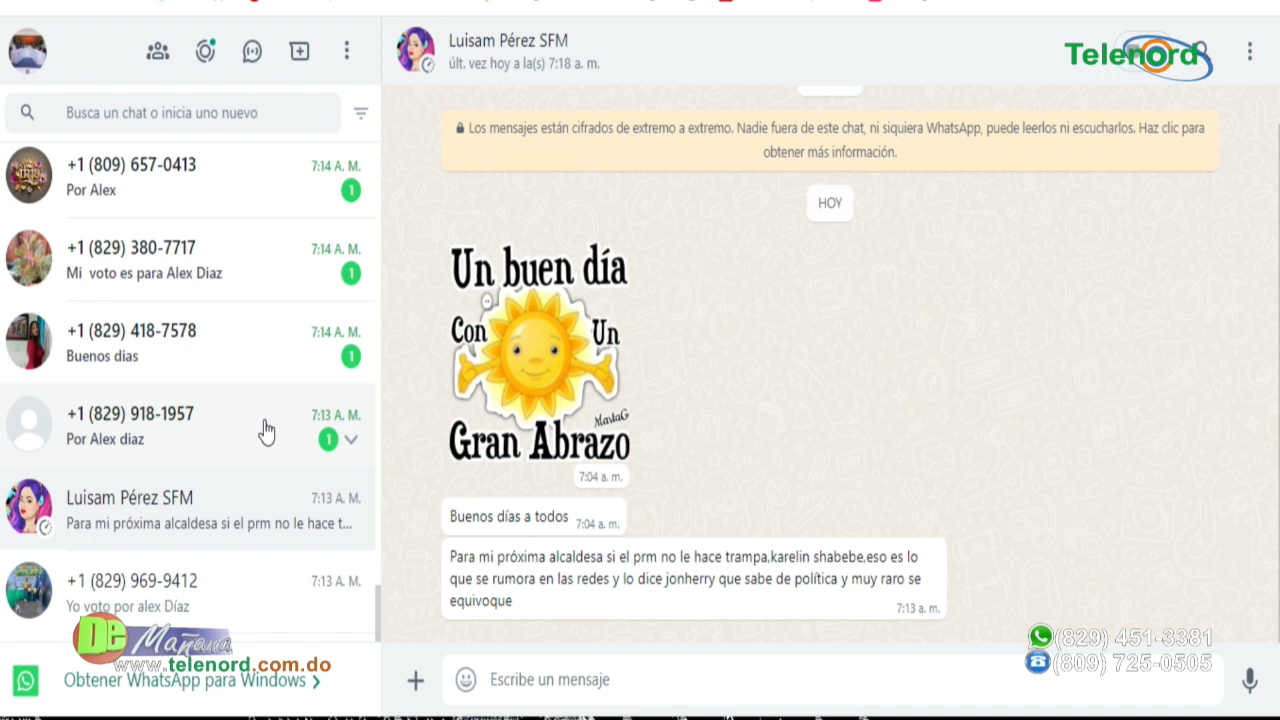 Luisam Pérez SFM
últ. vez hoy a la(s) 7:18 a. m.
Telenord
Busca un chat o inicia uno nuevo
+1 (809) 657-0413
7:14 A. M.
Por Alex
1
+1 (829) 380-7717
7:14 A. M.
Mi voto es para Alex Diaz
1
+1 (829) 418-7578
7:14 A. M.
Buenos dias
1
+1 (829) 918-1957
7:13 A. M.
Por Alex diaz
1
Luisam Pérez SFM
7:13 A. M.
Para mi próxima alcaldesa si el prm no le hace t...
+1 (829) 969-9412
7:13 A. M.
Yo voto por alex Díaz
De Mañana
www.telenord.com.do
Obtener WhatsApp para Windows
Los mensajes están cifrados de extremo a extremo. Nadie fuera de este chat, ni siquiera WhatsApp, puede leerlos ni escucharlos. Haz clic para
obtener más información.
HOY
Un buen día
Con Un
MartaG
Gran Abrazo
7:04 a. m.
Buenos días a todos
7:04 a. m.
Para mi próxima alcaldesa si el prm no le hace trampa,karelin shabebe,eso es lo
que se rumora en las redes y lo dice jonherry que sabe de política y muy raro se
equivoque
7:13 a. m.
(829) 451-3381
(809) 725-0505
Escribe un mensaje